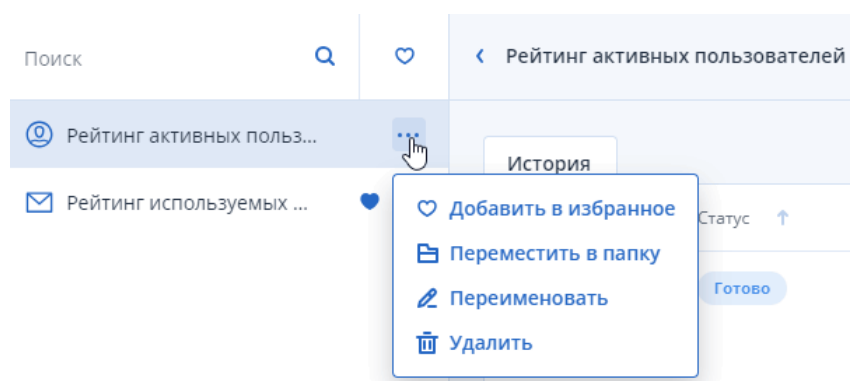 Поиск
Рейтинг активных пользователей
Рейтинг активных польз...
История
Рейтинг используемых ...
Добавить в избранное
Статус
Переместить в папку
Готово
Переименовать
Удалить